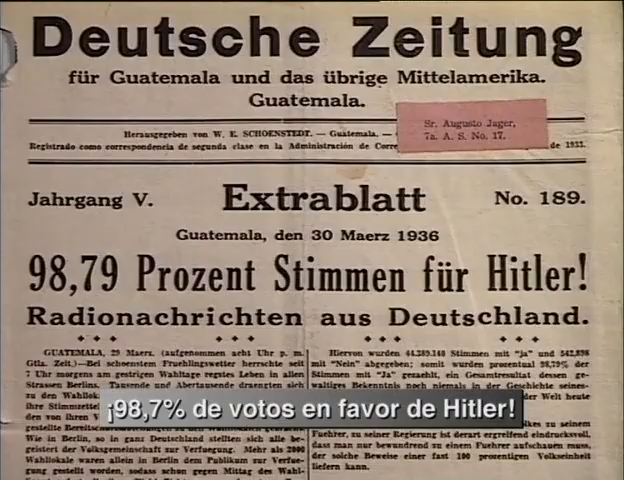 Deutsche Zeitung
für Guatemala und das übrige Mittelamerika.
Guatemala.
Sr. Augusto Jager,
7a. A. S. No. 17.
Herausgegeben von W. E. SCHOENSTEDT. — Guatemala. —
Registrado como correspondencia de segunda clase en la Administración de Corre
de 1933.
Jahrgang V.
Extrablatt
No. 189.
Guatemala, den 30 Maerz 1936
98,79 Prozent Stimmen für Hitler!
Radionachrichten aus Deutschland.
GUATEMALA, 29 Maerz. (aufgenommen acht Uhr p. m.
Gtla. Zeit.)—Bei schoenstem Fruehlingswetter herrschte seit
7 Uhr morgens am gestrigen Wahltage reges Leben in allen
Strassen Berlins. Tausende und Abertausende draengten sich
zu den Wahllok
ihre Stimmzettel
den von ihren V
gestellte Bereitsch
Wie in Berlin, so in ganz Deutschland stellten sich alle be-
geistert der Volksgemeinschaft zur Verfuegung. Mehr als 2000
Wahllokale waren allein in Berlin dem Publikum zur Verfue-
gung gestellt worden, sodass schon gegen Mittag des Wahl-
Hiervon wurden 44.389.140 Stimmen mit "Ja" und 542,898
mit "Nein" abgegeben; somit wurden prozentual 98,79% der
Stimmen mit "Ja" gezaehlt, ein Gesamtresultat dessen ge-
waltiges Bekenntnis noch niemals in der Geschichte seines-
der Welt heute
lkes zu seinem
Fuehrer, zu seiner Regierung ist derart ergreifend eindrucksvoll,
dass man nur bewundernd zu einem Fuehrer aufschauen muss,
der solche Beweise einer fast 100 prozentigen Volkseinheit
liefern kann.
¡98,7% de votos en favor de Hitler!